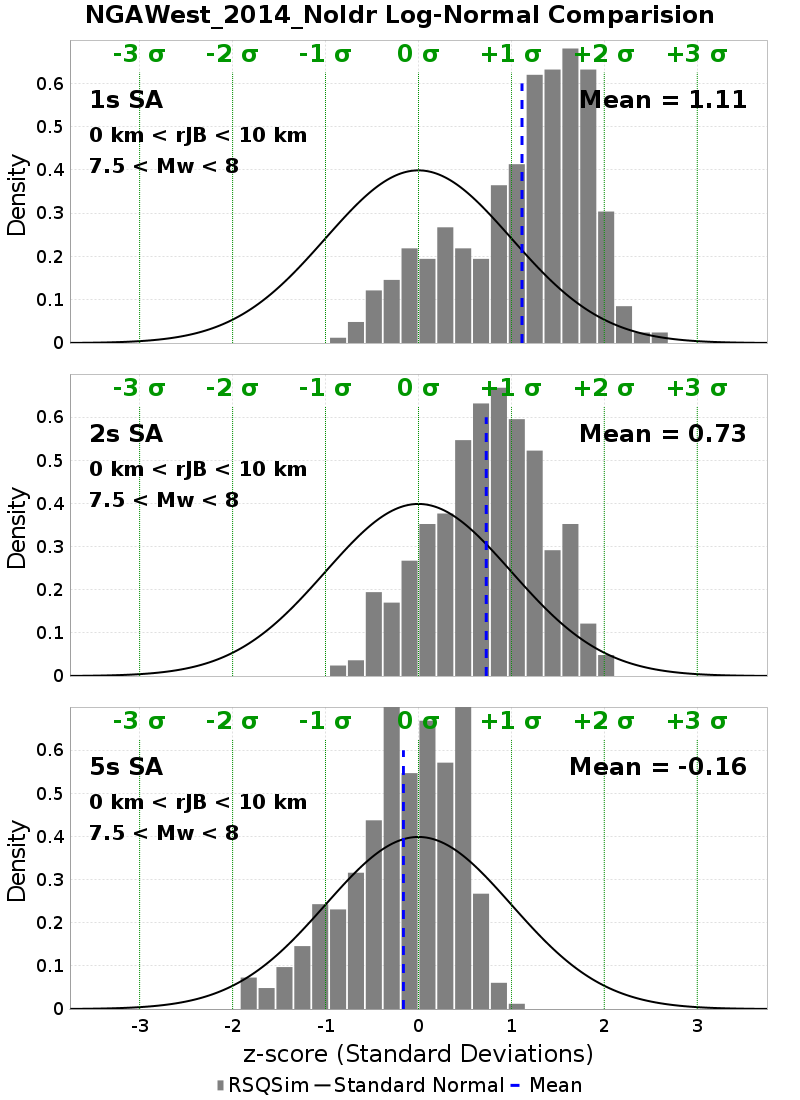 NGAWest_2014_NoIdr Log-Normal Comparision
-3 σ -2 σ -1 σ 0 σ +1 σ +2 σ +3 σ
1s SA
Mean = 1.11
0 km < rJB < 10 km
7.5 < Mw < 8
Density
0.6
0.5
0.4
0.3
0.2
0.1
0
-3 σ -2 σ -1 σ 0 σ +1 σ +2 σ +3 σ
2s SA
Mean = 0.73
0 km < rJB < 10 km
7.5 < Mw < 8
Density
0.6
0.5
0.4
0.3
0.2
0.1
0
-3 σ -2 σ -1 σ 0 σ +1 σ +2 σ +3 σ
5s SA
Mean = -0.16
0 km < rJB < 10 km
7.5 < Mw < 8
Density
0.6
0.5
0.4
0.3
0.2
0.1
0
-3 -2 -1 0 1 2 3
z-score (Standard Deviations)
RSQSim Standard Normal Mean